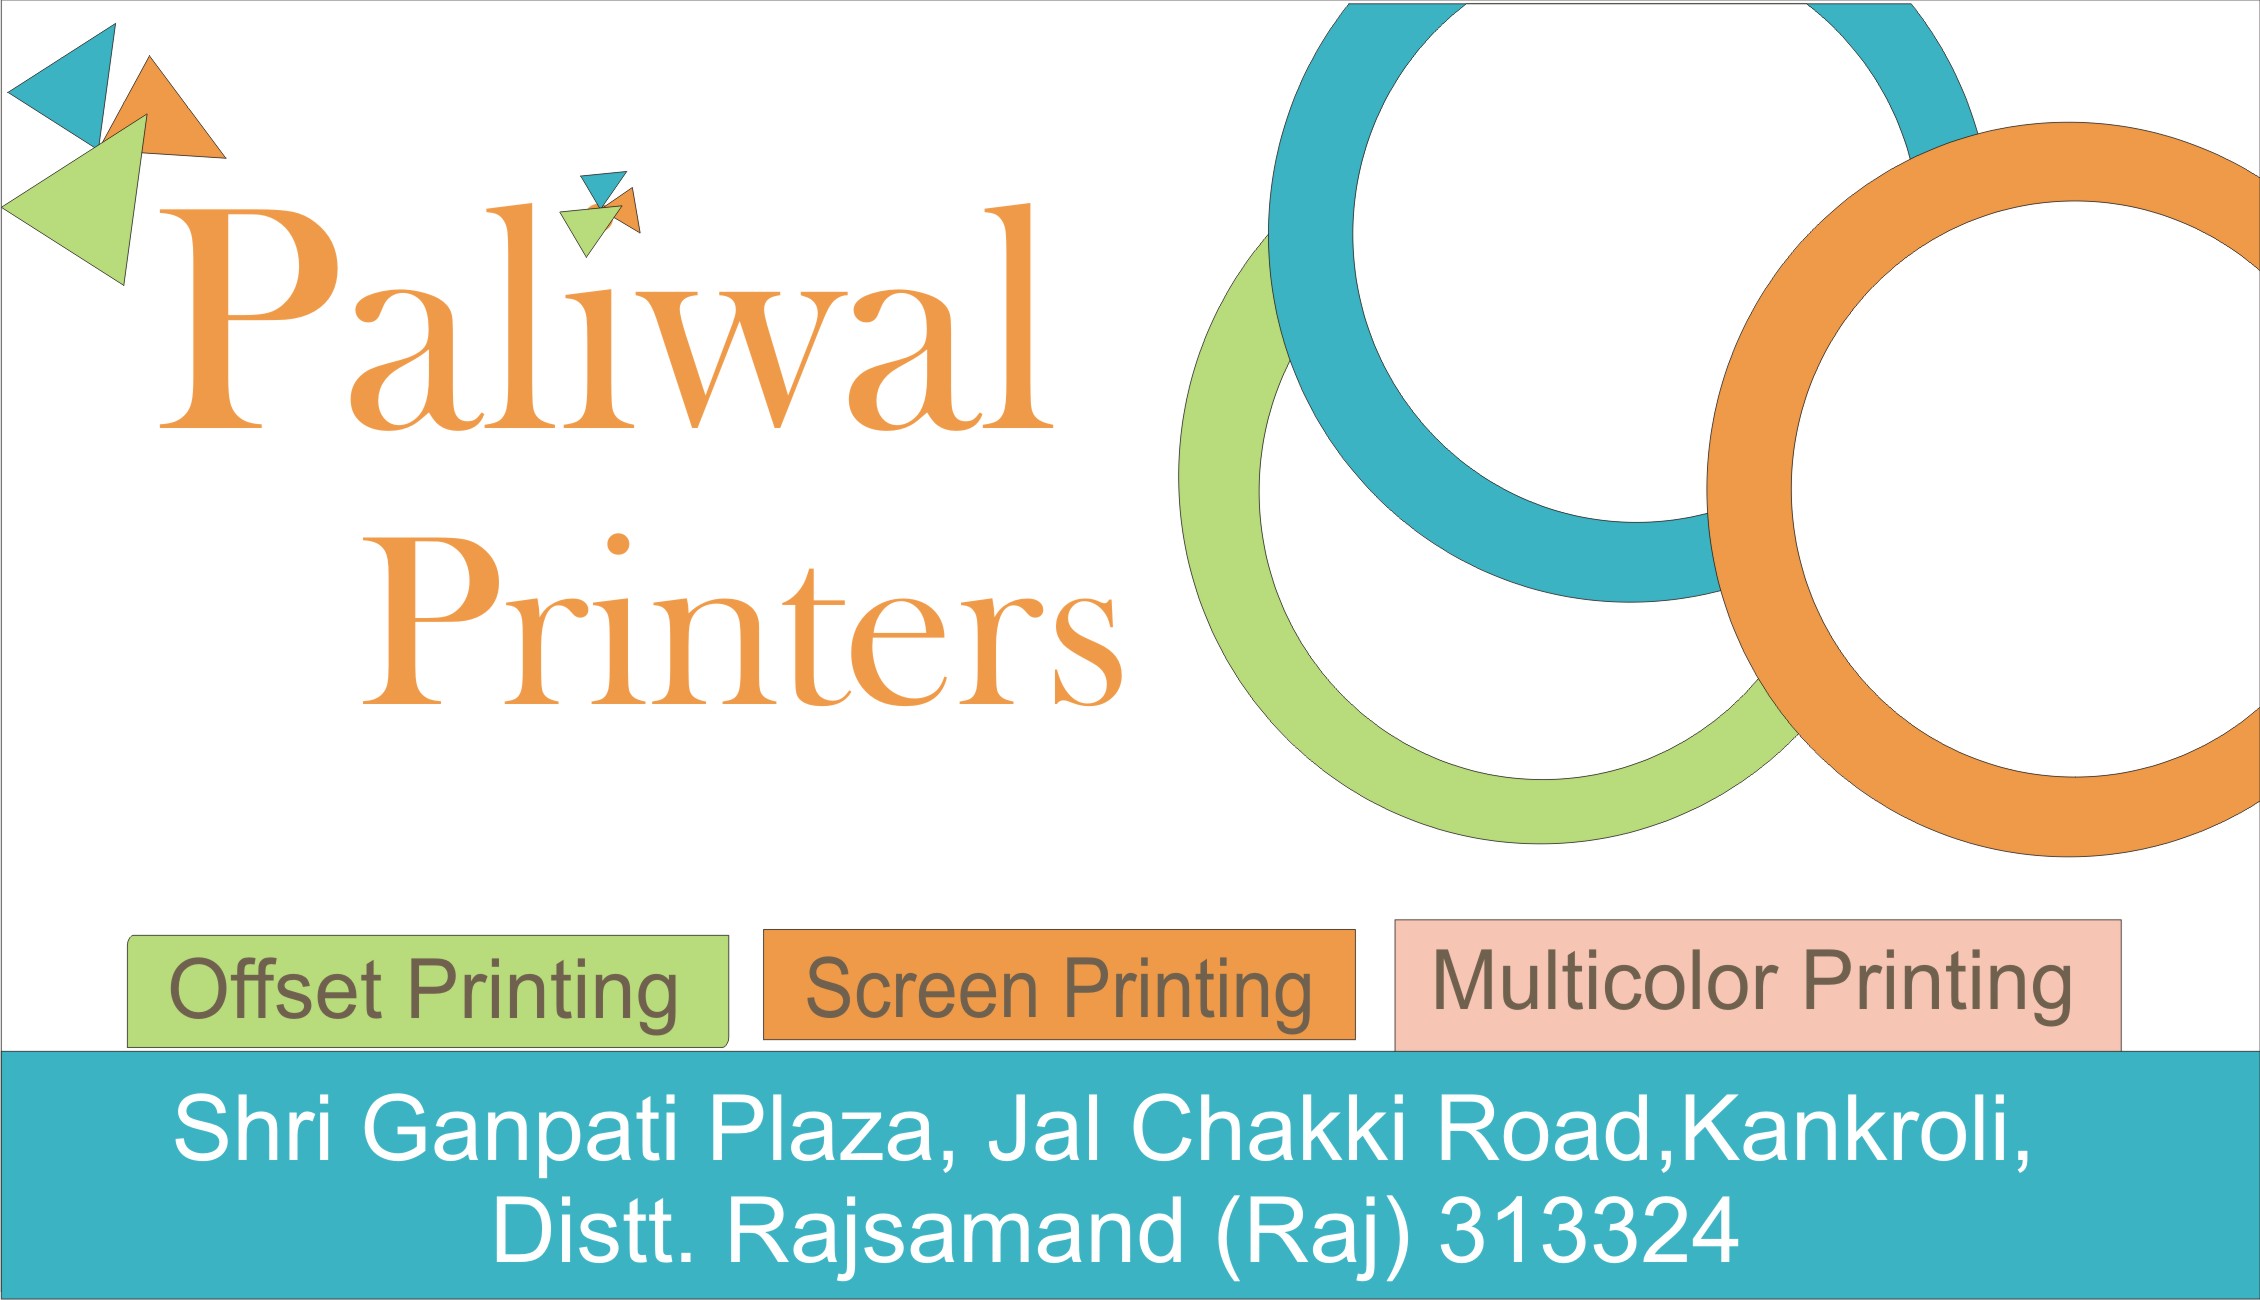 Paliwal
Printers
Offset Printing
Screen Printing
Multicolor Printing
Shri Ganpati Plaza, Jal Chakki Road,Kankroli,
Distt. Rajsamand (Raj) 313324